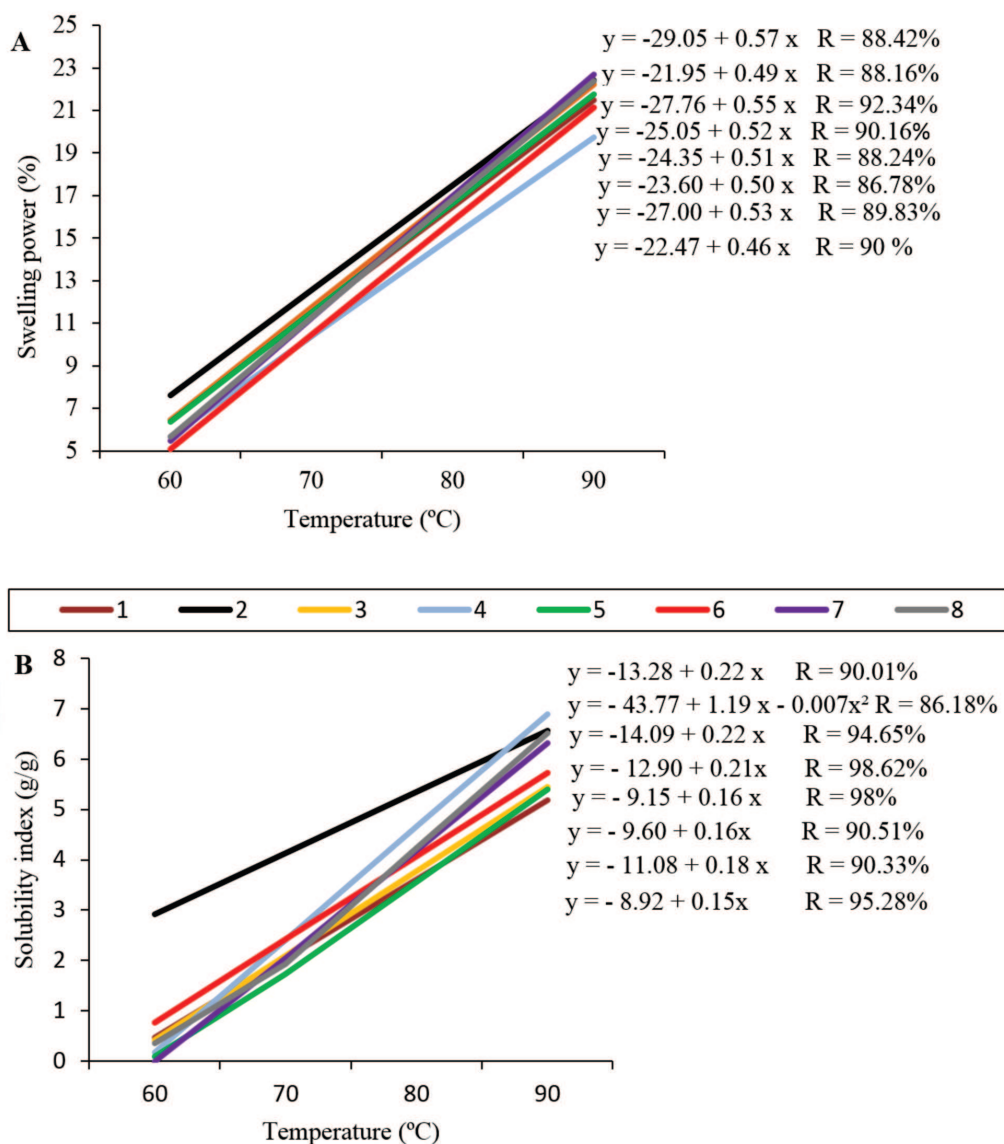 A
Swelling power (%)
25
23
21
19
17
15
13
11
9
7
5
60 70 80 90
Temperature (ºC)
y = -29.05 + 0.57 x R = 88.42%
y = -21.95 + 0.49 x R = 88.16%
y = -27.76 + 0.55 x R = 92.34%
y = -25.05 + 0.52 x R = 90.16%
y = -24.35 + 0.51 x R = 88.24%
y = -23.60 + 0.50 x R = 86.78%
y = -27.00 + 0.53 x R = 89.83%
y = -22.47 + 0.46 x R = 90 %
1 2 3 4 5 6 7 8
B
Solubility index (g/g)
8
7
6
5
4
3
2
1
0
60 70 80 90
Temperature (ºC)
y = -13.28 + 0.22 x R = 90.01%
y = - 43.77 + 1.19 x - 0.007x² R = 86.18%
y = -14.09 + 0.22 x R = 94.65%
y = - 12.90 + 0.21x R = 98.62%
y = - 9.15 + 0.16 x R = 98%
y = - 9.60 + 0.16x R = 90.51%
y = - 11.08 + 0.18 x R = 90.33%
y = - 8.92 + 0.15x R = 95.28%